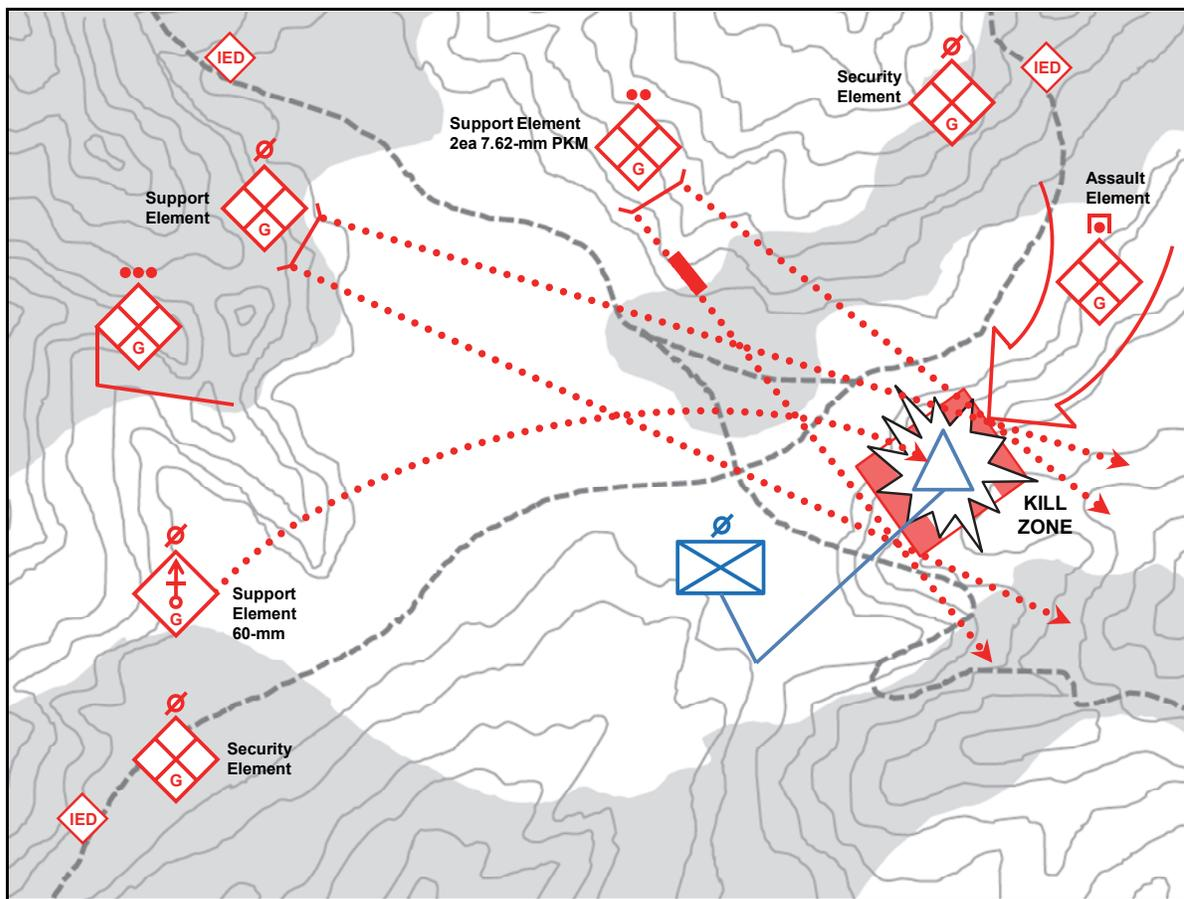 IED
IED
Security
Element
G
Support Element
2ea 7.62-mm PKM
G
Assault
Element
G
Support
Element
G
G
KILL
ZONE
Support
Element
60-mm
G
Security
Element
G
IED